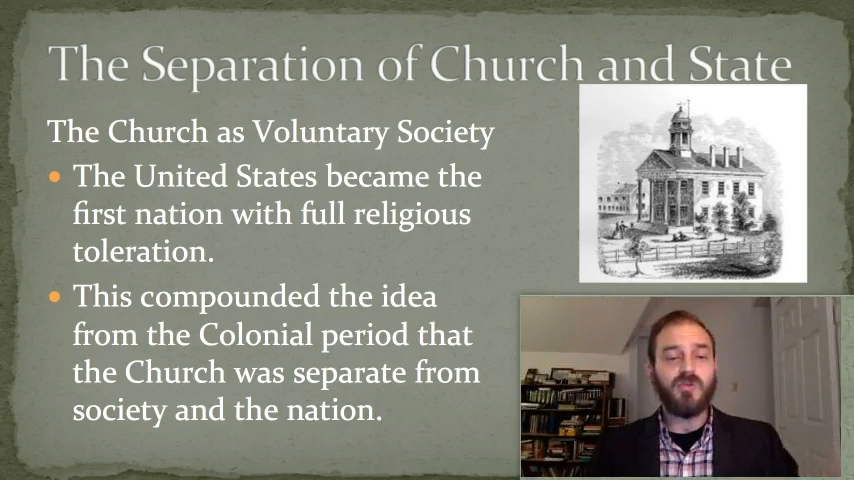 The Separation of Church and State
The Church as Voluntary Society
The United States became the
first nation with full religious
toleration.
This compounded the idea
from the Colonial period that
the Church was separate from
society and the nation.